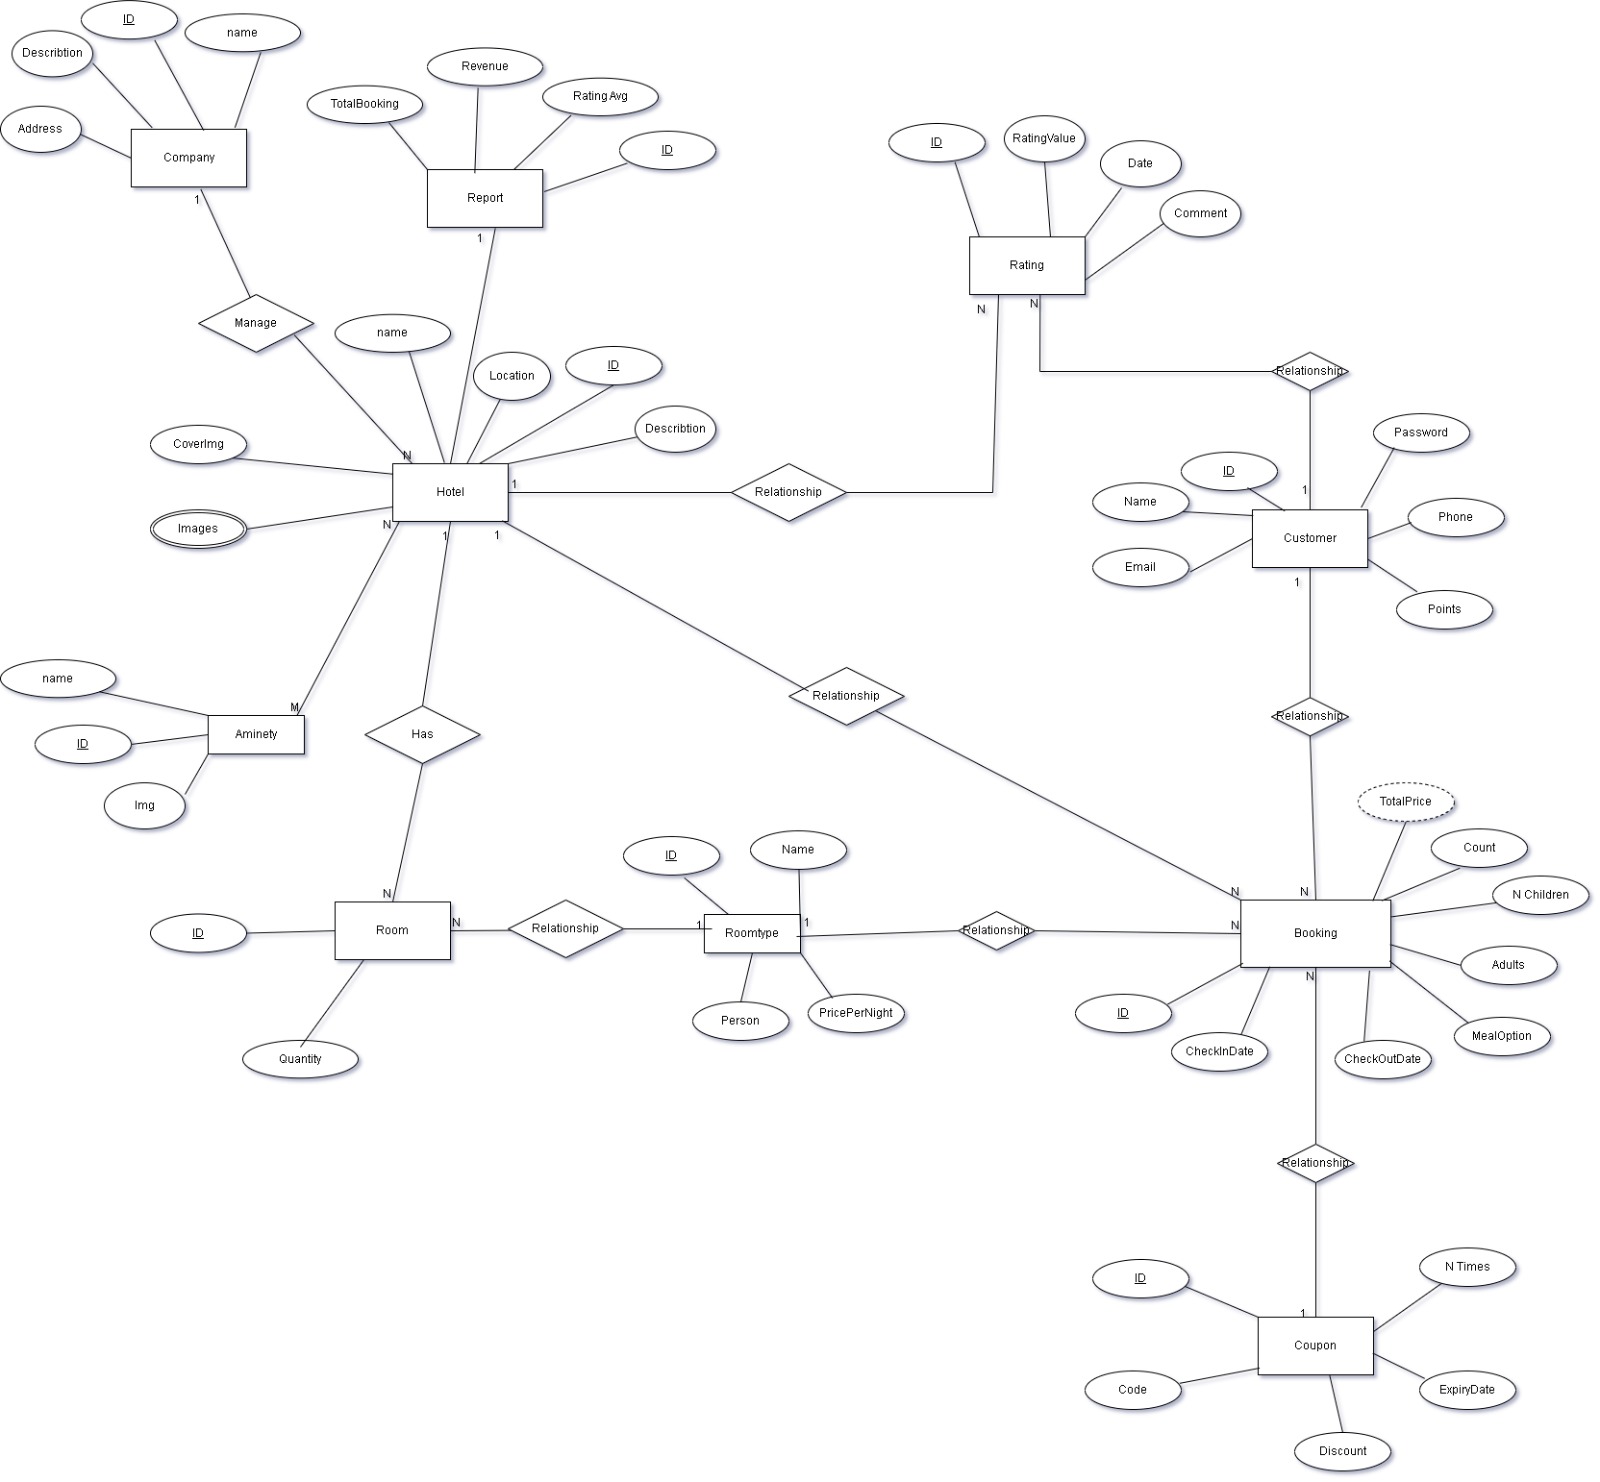 ID
name
Describtion
Address
Company
1
Revenue
TotalBooking
Rating Avg
ID
Report
1
ID
RatingValue
Date
Comment
Rating
N
N
Manage
name
Location
ID
Describtion
CoverImg
Images
N
Hotel
1
N
1
1
Relationship
Relationship
Password
ID
Name
Email
Phone
Points
1
Customer
1
name
ID
Img
M
Aminety
Has
Relationship
Relationship
TotalPrice
Count
N Children
Adults
MealOption
CheckOutDate
CheckInDate
ID
N
N
N
Booking
N
N
Room
ID
Quantity
N
Relationship
1
ID
Name
Roomtype
1
Person
PricePerNight
Relationship
Relationship
1
Coupon
ID
N Times
Code
ExpiryDate
Discount